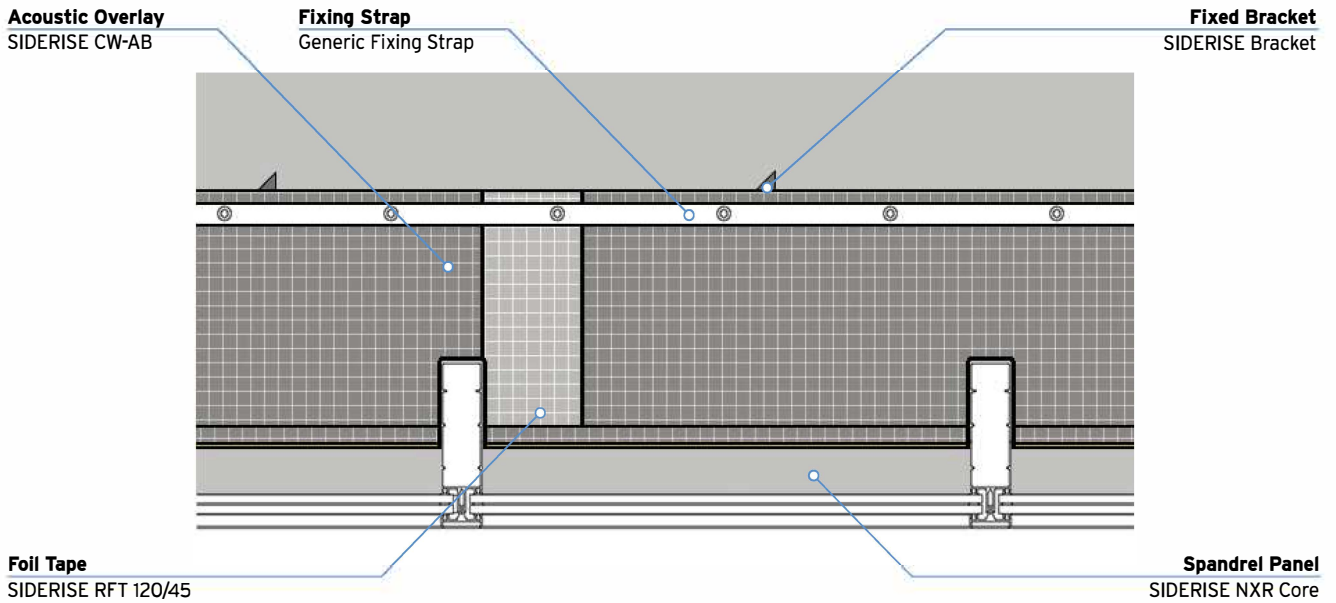 Acoustic Overlay
SIDERISE CW-AB
Fixing Strap
Generic Fixing Strap
Fixed Bracket
SIDERISE Bracket
Foil Tape
SIDERISE RFT 120/45
Spandrel Panel
SIDERISE NXR Core